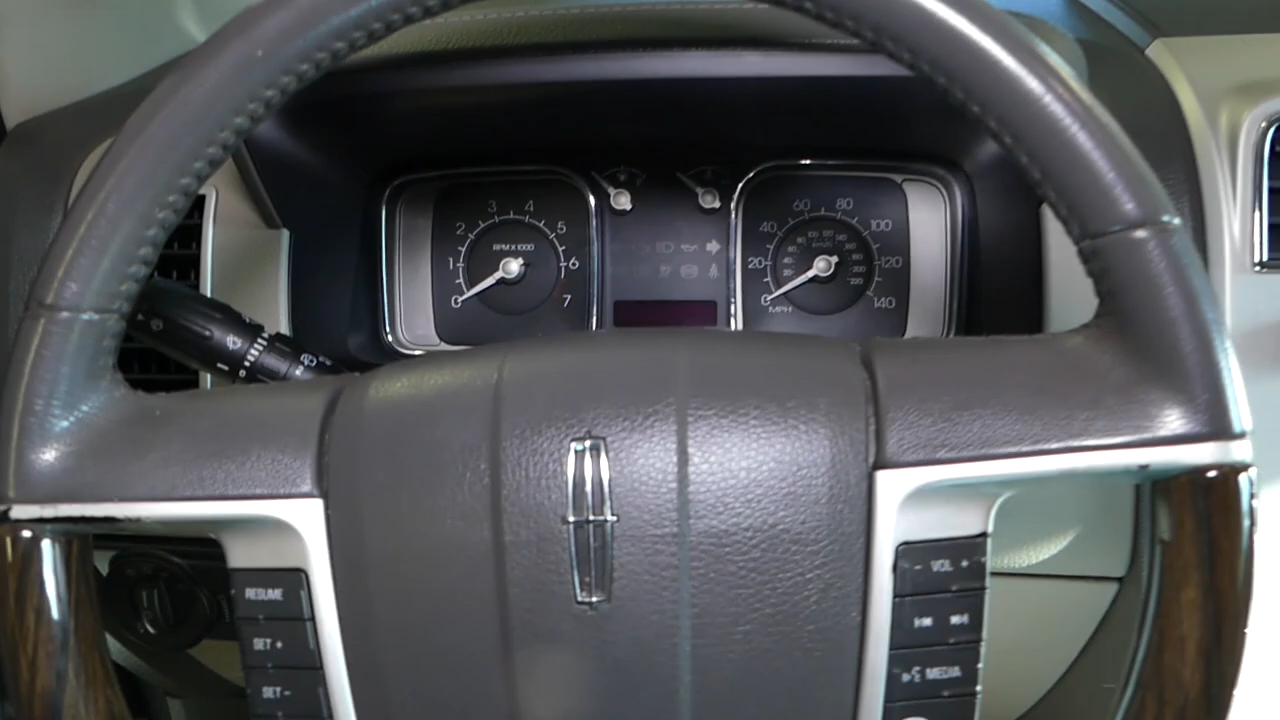 3 4
2 5
RPM X 1000
1 6
0 7
60 80
40 100
20 120
0 140
MPH
RESUME
SET +
SET -
- VOL +
MEDIA